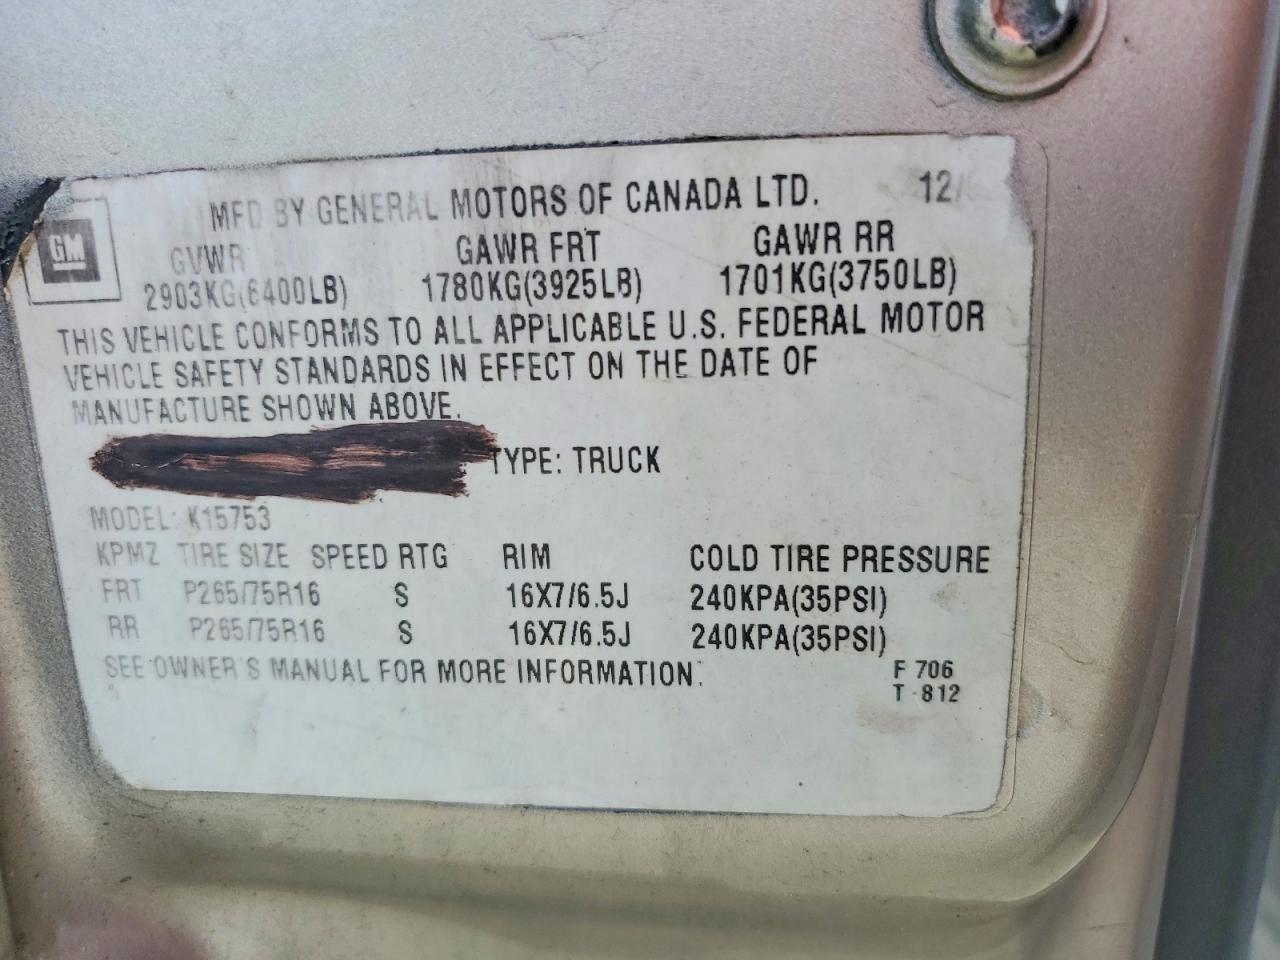 MFD BY GENERAL MOTORS OF CANADA LTD. 12/
GM
GVWR GAWR FRT GAWR RR
2903KG(6400LB) 1780KG(3925LB) 1701KG(3750LB)
THIS VEHICLE CONFORMS TO ALL APPLICABLE U.S. FEDERAL MOTOR
VEHICLE SAFETY STANDARDS IN EFFECT ON THE DATE OF
MANUFACTURE SHOWN ABOVE.
TYPE: TRUCK
MODEL: K15753
KPMZ TIRE SIZE SPEED RTG RIM COLD TIRE PRESSURE
FRT P265/75R16 S 16X7/6.5J 240KPA(35PSI)
RR P265/75R16 S 16X7/6.5J 240KPA(35PSI)
SEE OWNER'S MANUAL FOR MORE INFORMATION.
F 706
T 812